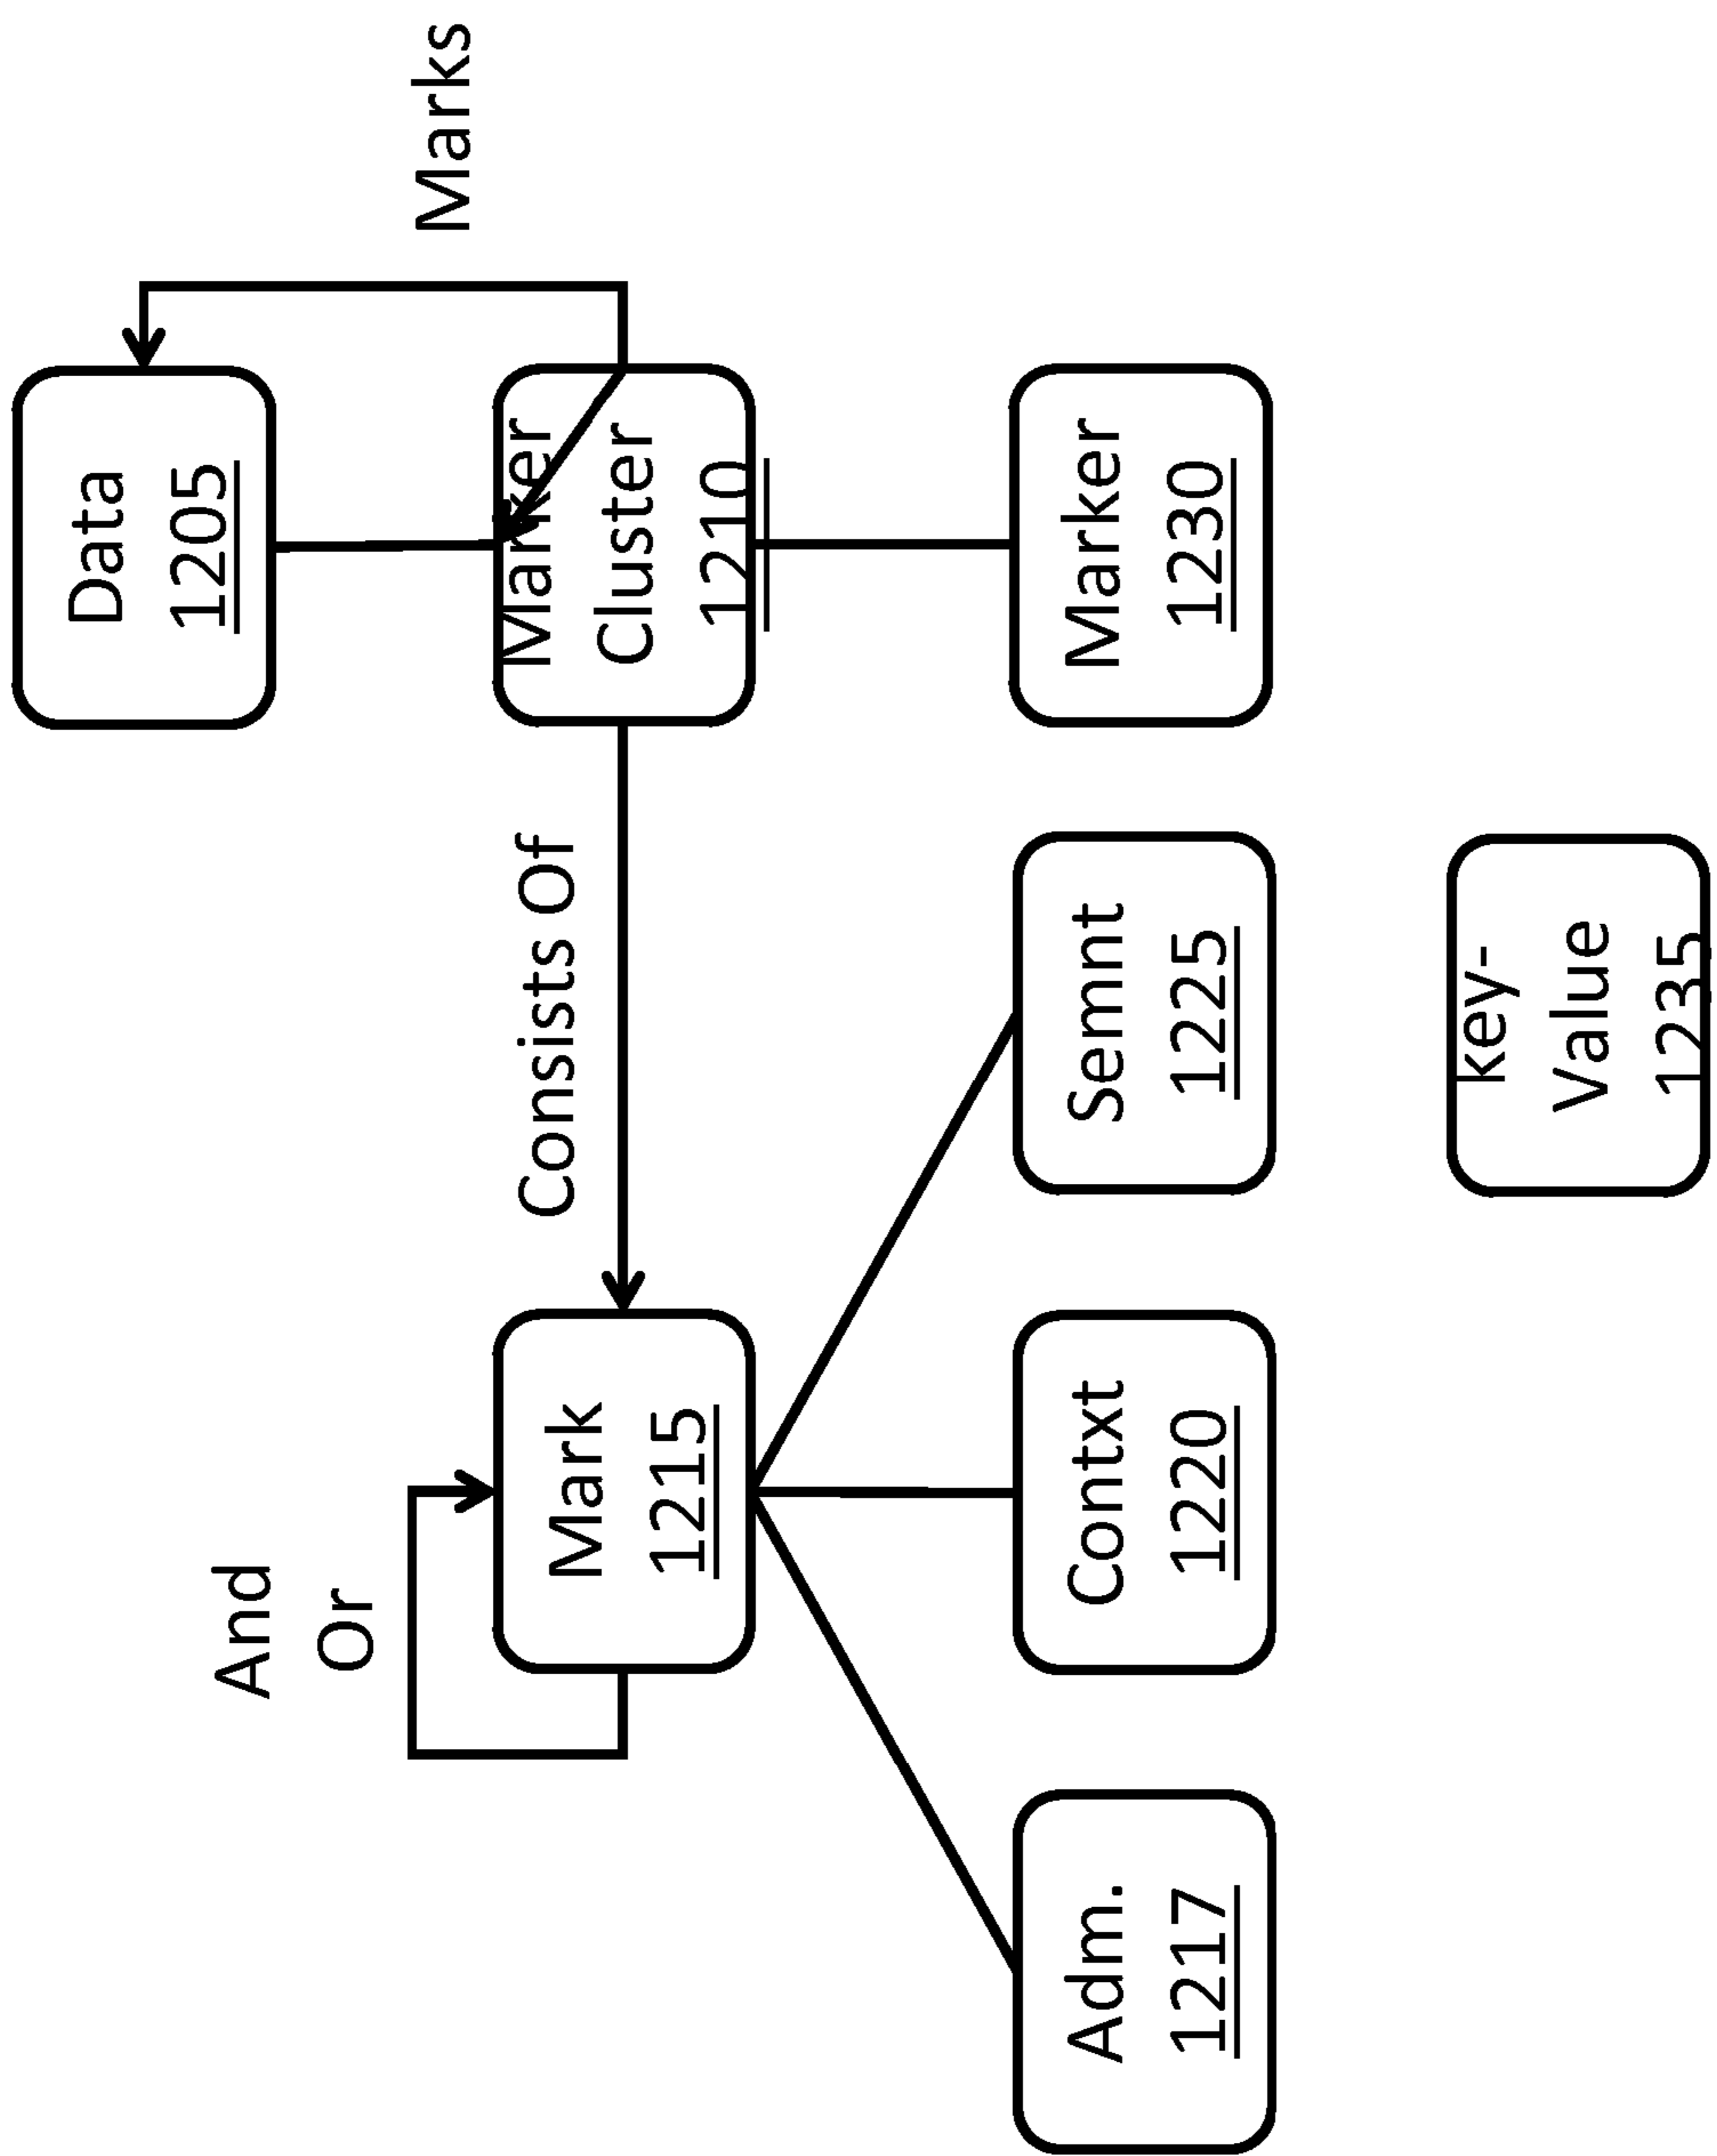 Marks
Data
1205
And
Or
Consists Of
Marker
Cluster
1210
Mark
1215
Adm.
1217
Contxt
1220
Semnt
1225
Marker
1230
key-
Value
1235